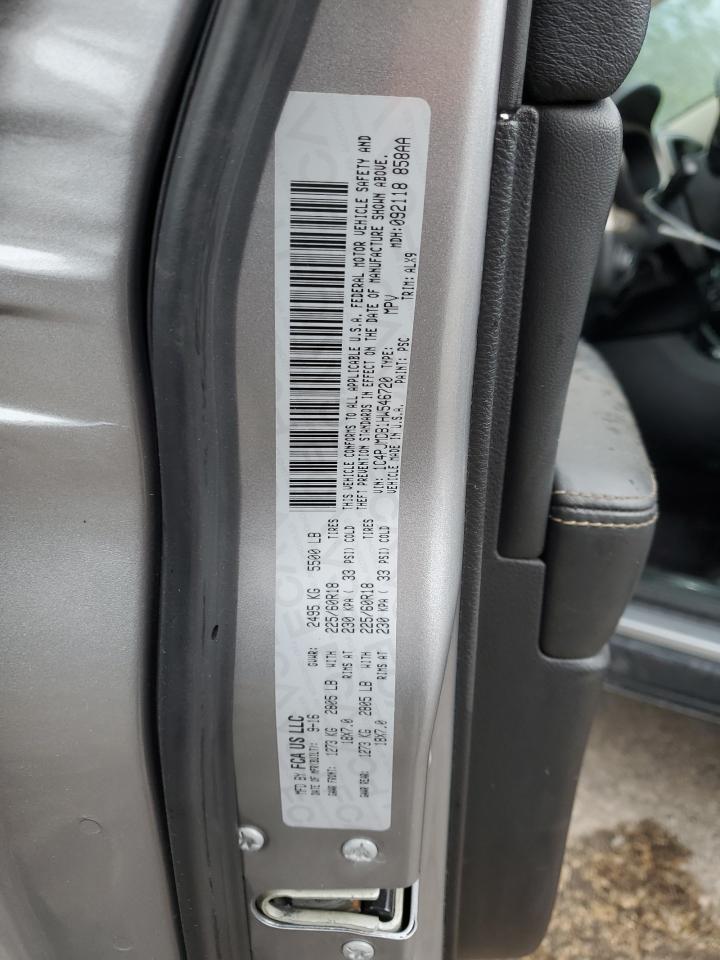 MFD BY FCA US LLC
DATE OF MFR(BUILT): 9-16 GVWR: 2495 KG 5500 LB
GAWR FRONT: 1273 KG 2805 LB WITH 225/60R18 TIRES
18X7.0 RIMS AT 230 KPA ( 33 PSI) COLD
GAWR REAR: 1273 KG 2805 LB WITH 225/60R18 TIRES
18X7.0 RIMS AT 230 KPA ( 33 PSI) COLD
THIS VEHICLE CONFORMS TO ALL APPLICABLE U.S.A. FEDERAL MOTOR VEHICLE SAFETY AND
THEFT PREVENTION STANDARDS IN EFFECT ON THE DATE OF MANUFACTURE SHOWN ABOVE.
VIN: 1C4PJMDB1HW546720 TYPE: MPV MDH:092118 858AA
VEHICLE MADE IN U.S.A. PAINT: PSC TRIM: ALX9